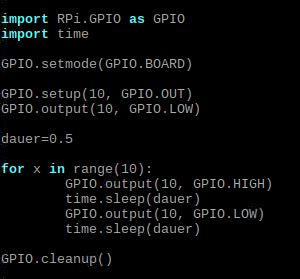 import RPi.GPIO as GPIO
import time

GPIO.setmode(GPIO.BOARD)

GPIO.setup(10, GPIO.OUT)
GPIO.output(10, GPIO.LOW)

dauer=0.5

for x in range(10):
        GPIO.output(10, GPIO.HIGH)
        time.sleep(dauer)
        GPIO.output(10, GPIO.LOW)
        time.sleep(dauer)

GPIO.cleanup()